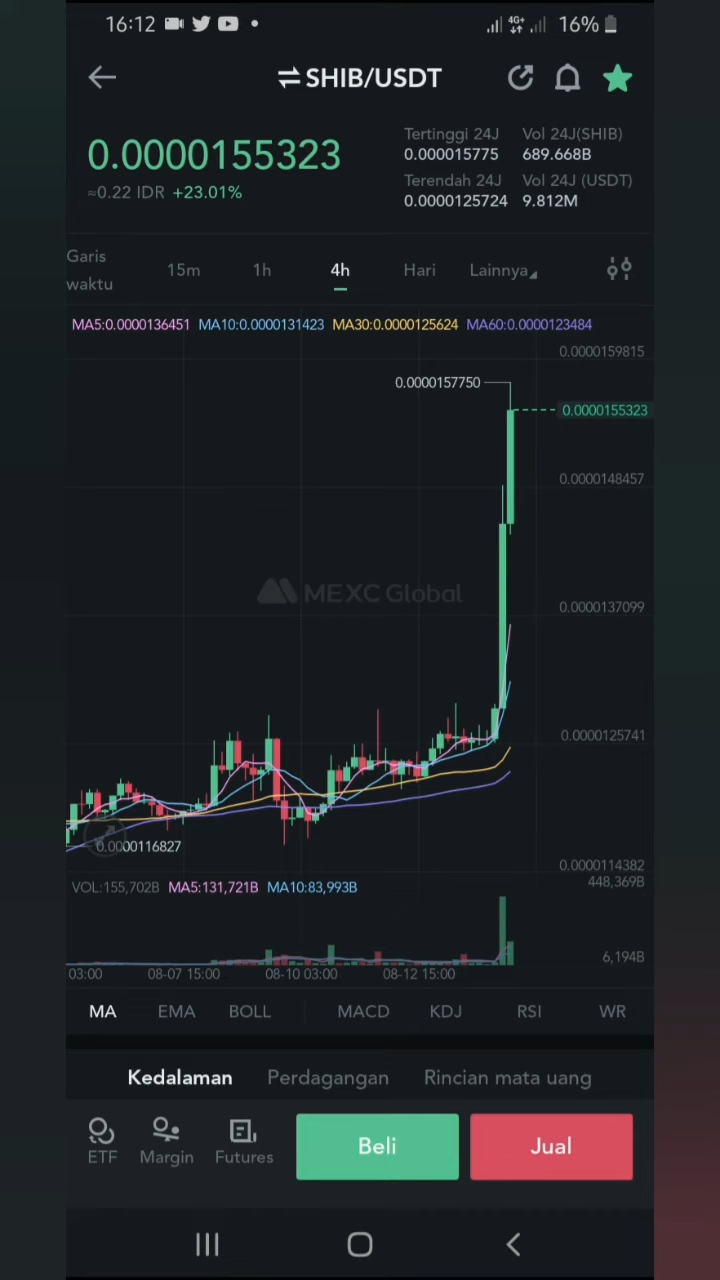 16:12 4G+ 16%
SHIB/USDT
0.0000155323
≈0.22 IDR +23.01%
Tertinggi 24J Vol 24J(SHIB)
0.000015775 689.668B
Terendah 24J Vol 24J (USDT)
0.0000125724 9.812M
Garis waktu 15m 1h 4h Hari Lainnya
MA5:0.0000136451 MA10:0.0000131423 MA30:0.0000125624 MA60:0.0000123484
0.0000159815
0.0000157750
0.0000155323
0.0000148457
MEXC Global
0.0000137099
0.0000125741
0.0000116827
0.0000114382
VOL:155,702B MA5:131,721B MA10:83,993B 448,369B
6,194B
03:00 08-07 15:00 08-10 03:00 08-12 15:00
MA EMA BOLL MACD KDJ RSI WR
Kedalaman Perdagangan Rincian mata uang
ETF Margin Futures Beli Jual